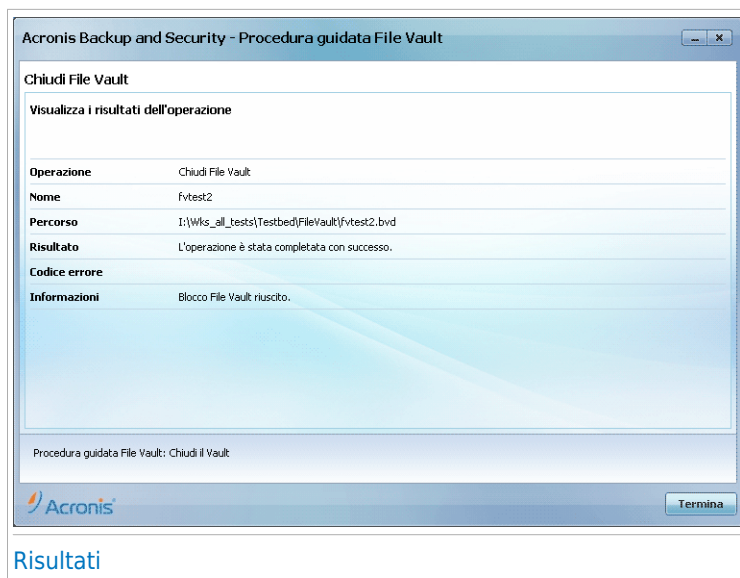 Acronis Backup and Security - Procedura guidata File Vault
Chiudi File Vault
Visualizza i risultati dell'operazione
Operazione Chiudi File Vault
Nome fvtest2
Percorso I:\Wks_all_tests\Testbed\FileVault\fvtest2.bvd
Risultato L'operazione è stata completata con successo.
Codice errore
Informazioni Blocco File Vault riuscito.
Procedura guidata File Vault: Chiudi il Vault
Acronis
Termina
Risultati